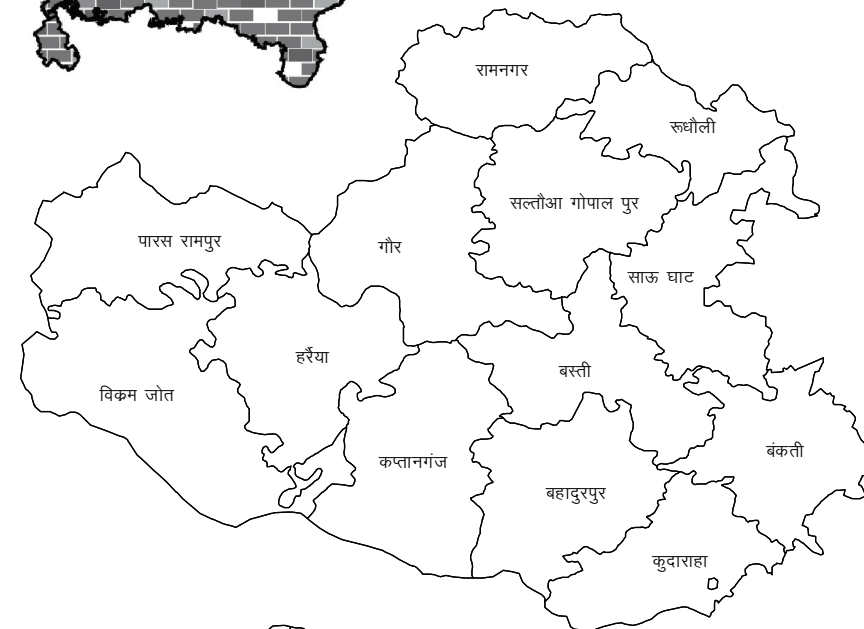 रामनगर
रूधौली
सल्तौआ गोपाल पुर
पारस रामपुर
गौर
साऊ घाट
हर्रैया
बस्ती
विक्रम जोत
बंकती
कप्तानगंज
बहादुरपुर
कुदाराहा